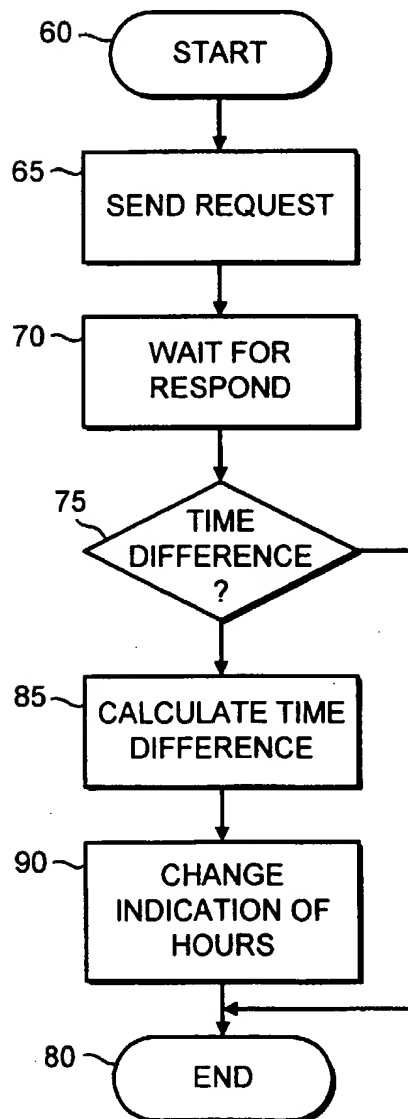 60
START
65
SEND REQUEST
70
WAIT FOR
RESPOND
75
TIME
DIFFERENCE
?
85
CALCULATE TIME
DIFFERENCE
90
CHANGE
INDICATION OF
HOURS
80
END